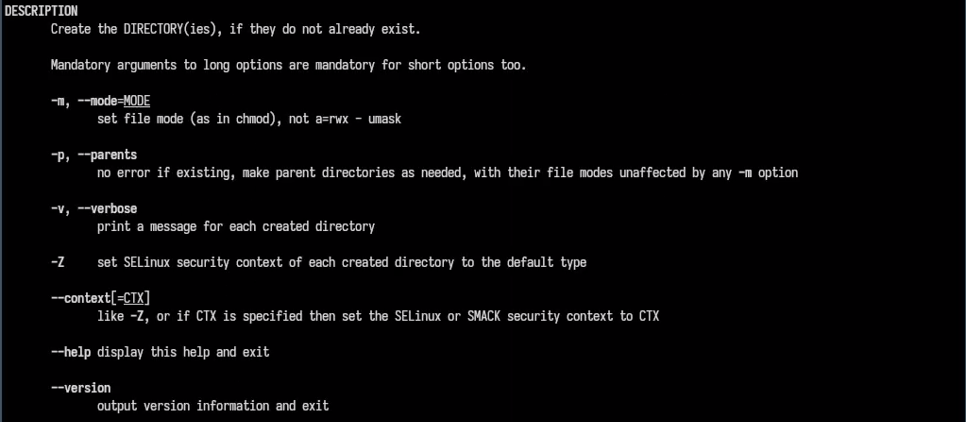 DESCRIPTION
Create the DIRECTORY(ies), if they do not already exist.
Mandatory arguments to long options are mandatory for short options too.
-m, --mode=MODE
set file mode (as in chmod), not a=rwx - umask
-p, --parents
no error if existing, make parent directories as needed, with their file modes unaffected by any -m option
-v, --verbose
print a message for each created directory
-Z set SELinux security context of each created directory to the default type
--context[=CTX]
like -Z, or if CTX is specified then set the SELinux or SMACK security context to CTX
--help display this help and exit
--version
output version information and exit